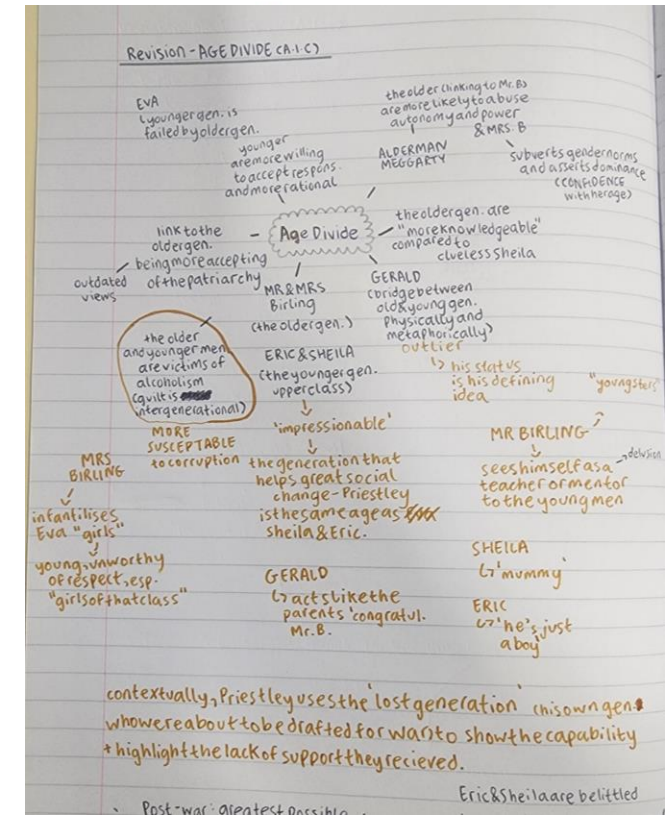 Revision - AGE DIVIDE (A.I.C)
EVA
↳ younger gen. is
failed by older gen.
younger
are more willing
to accept respons.
and more rational
the older (linking to Mr. B)
are more likely to abuse
autonomy and power
& MRS. B
ALDERMAN
MEGGARTY
subverts gender norms
and asserts dominance
(CONFIDENCE
with her age)
link to the
older gen.
being more accepting
of the patriarchy
outdated
views
Age Divide
the older gen. are
"more knowledgeable"
compared to
clueless Sheila
MR & MRS
Birling
(the older gen.)
GERALD
(bridge between
old & young gen.
physically and
metaphorically)
outlier
↳ his status
is his defining
idea
the older
and younger men
are victims of
alcoholism
(guilt is
intergenerational)
MORE
SUSCEPTABLE
to corruption
ERIC & SHEILA
(the younger gen.
upperclass)
'impressionable'
the generation that
helps great social
change - Priestley
is the same age as
Sheila & Eric.
"youngsters"
MR BIRLING
sees himself as a
teacher or mentor
to the young men
delusion
MRS
BIRLING
infantilises
Eva "girls"
young, unworthy
of respect, esp.
"girls of that class"
GERALD
↳ acts like the
parents 'congratul.
Mr. B.
SHEILA
↳ 'mummy'
ERIC
↳ 'he's just
a boy'
contextually, Priestley uses the 'lost generation' (his own gen.
who were about to be drafted for war) to show the capability
+ highlight the lack of support they recieved.
Eric & Sheila are belittled
Post-war: greatest possible